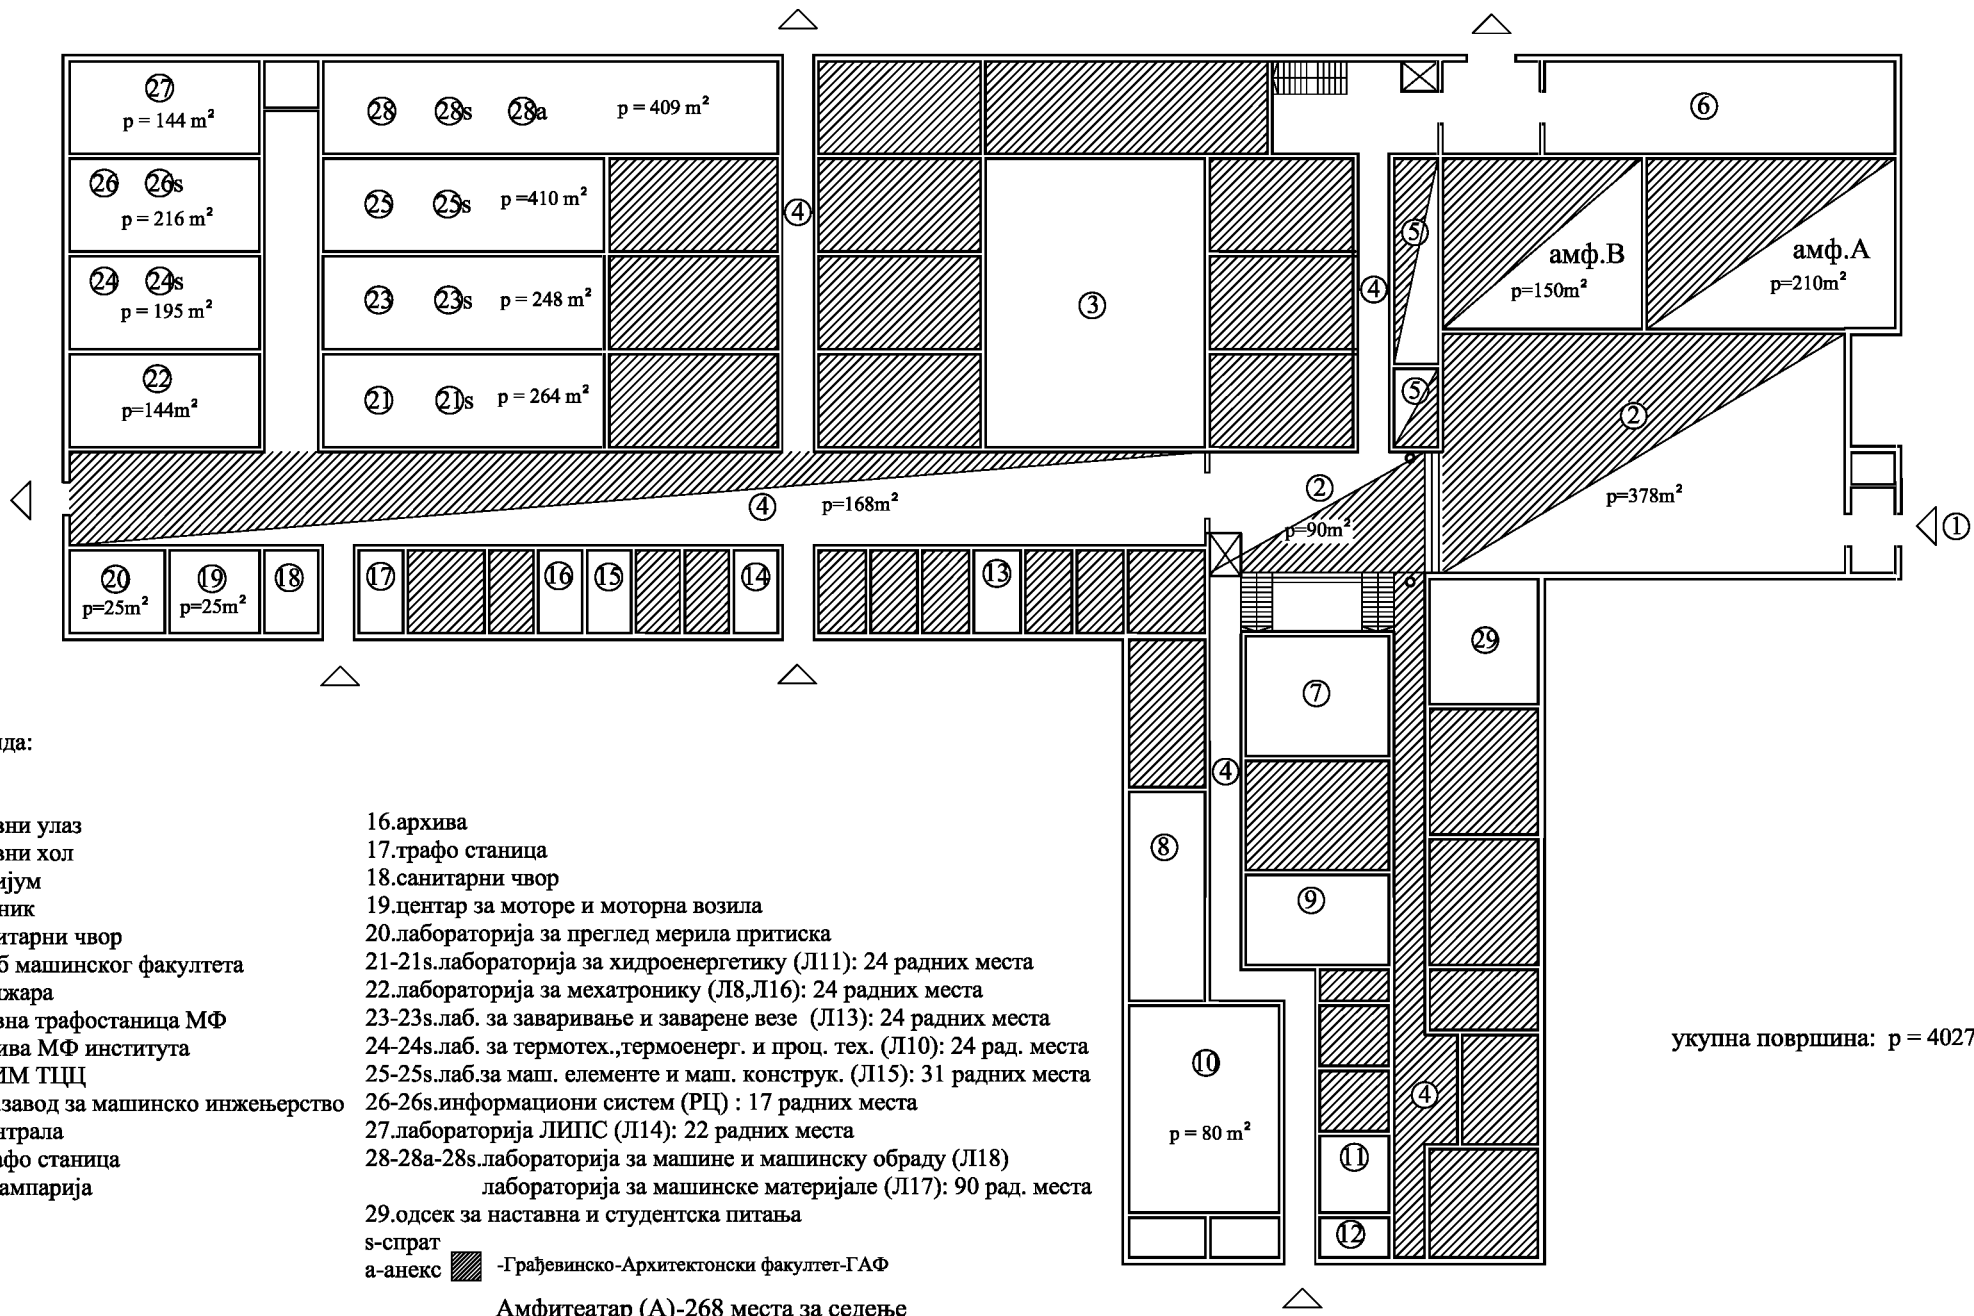 27
p = 144 m²
28 28s 28a p = 409 m²
6
26 26s
p = 216 m²
25 25s p =410 m²
4
5
амф.B
p=150m²
амф.A
p=210m²
24 24s
p = 195 m²
23 23s p = 248 m²
3
4
22
p=144m²
21 21s p = 264 m²
5
2
4
p=168m²
2
p=90m²
p=378m²
1
20
p=25m²
19
p=25m²
18
17
16
15
14
13
29
7
4
8
9
10
p = 80 m²
4
11
12
укупна површина: p = 4027
да:
вни улаз
вни хол
ијум
ник
итарни чвор
б машинског факултета
жара
вна трафостаница МФ
ива МФ института
ИМ ТЦЦ
завод за машинско инжењерство
нтрала
афо станица
ампарија
16.архива
17.трафо станица
18.санитарни чвор
19.центар за моторе и моторна возила
20.лабораторија за преглед мерила притиска
21-21s.лабораторија за хидроенергетику (Л11): 24 радних места
22.лабораторија за мехатронику (Л8,Л16): 24 радних места
23-23s.лаб. за заваривање и заварене везе (Л13): 24 радних места
24-24s.лаб. за термотех.,термоенерг. и проц. тех. (Л10): 24 рад. места
25-25s.лаб.за маш. елементе и маш. конструк. (Л15): 31 радних места
26-26s.информациони систем (РЦ) : 17 радних места
27.лабораторија ЛИПС (Л14): 22 радних места
28-28a-28s.лабораторија за машине и машинску обраду (Л18)
лабораторија за машинске материјале (Л17): 90 рад. места
29.одсек за наставна и студентска питања
s-спрат
а-анекс
-Грађевинско-Архитектонски факултет-ГАФ
Амфитеатар (А)-268 места за седење